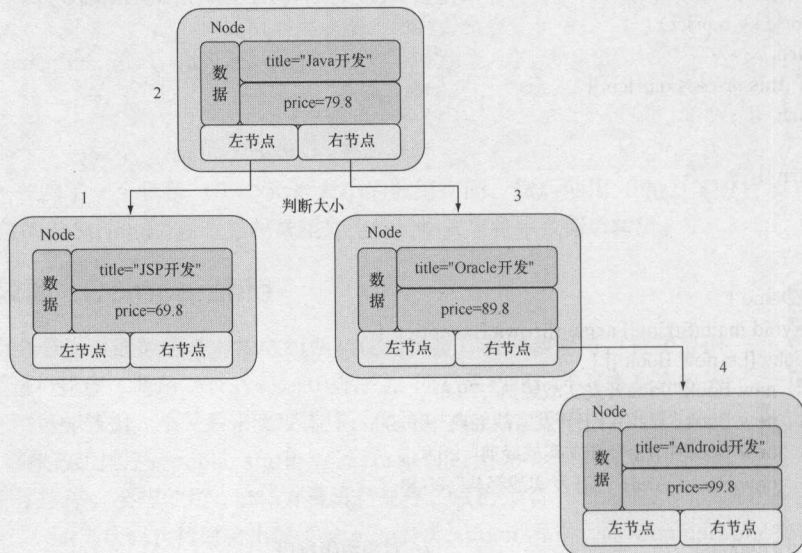 Node
2
数据
title="Java开发"
price=79.8
左节点
右节点
1
判断大小
3
Node
数据
title="JSP开发"
price=69.8
左节点
右节点
Node
数据
title="Oracle开发"
price=89.8
左节点
右节点
4
Node
数据
title="Android开发"
price=99.8
左节点
右节点